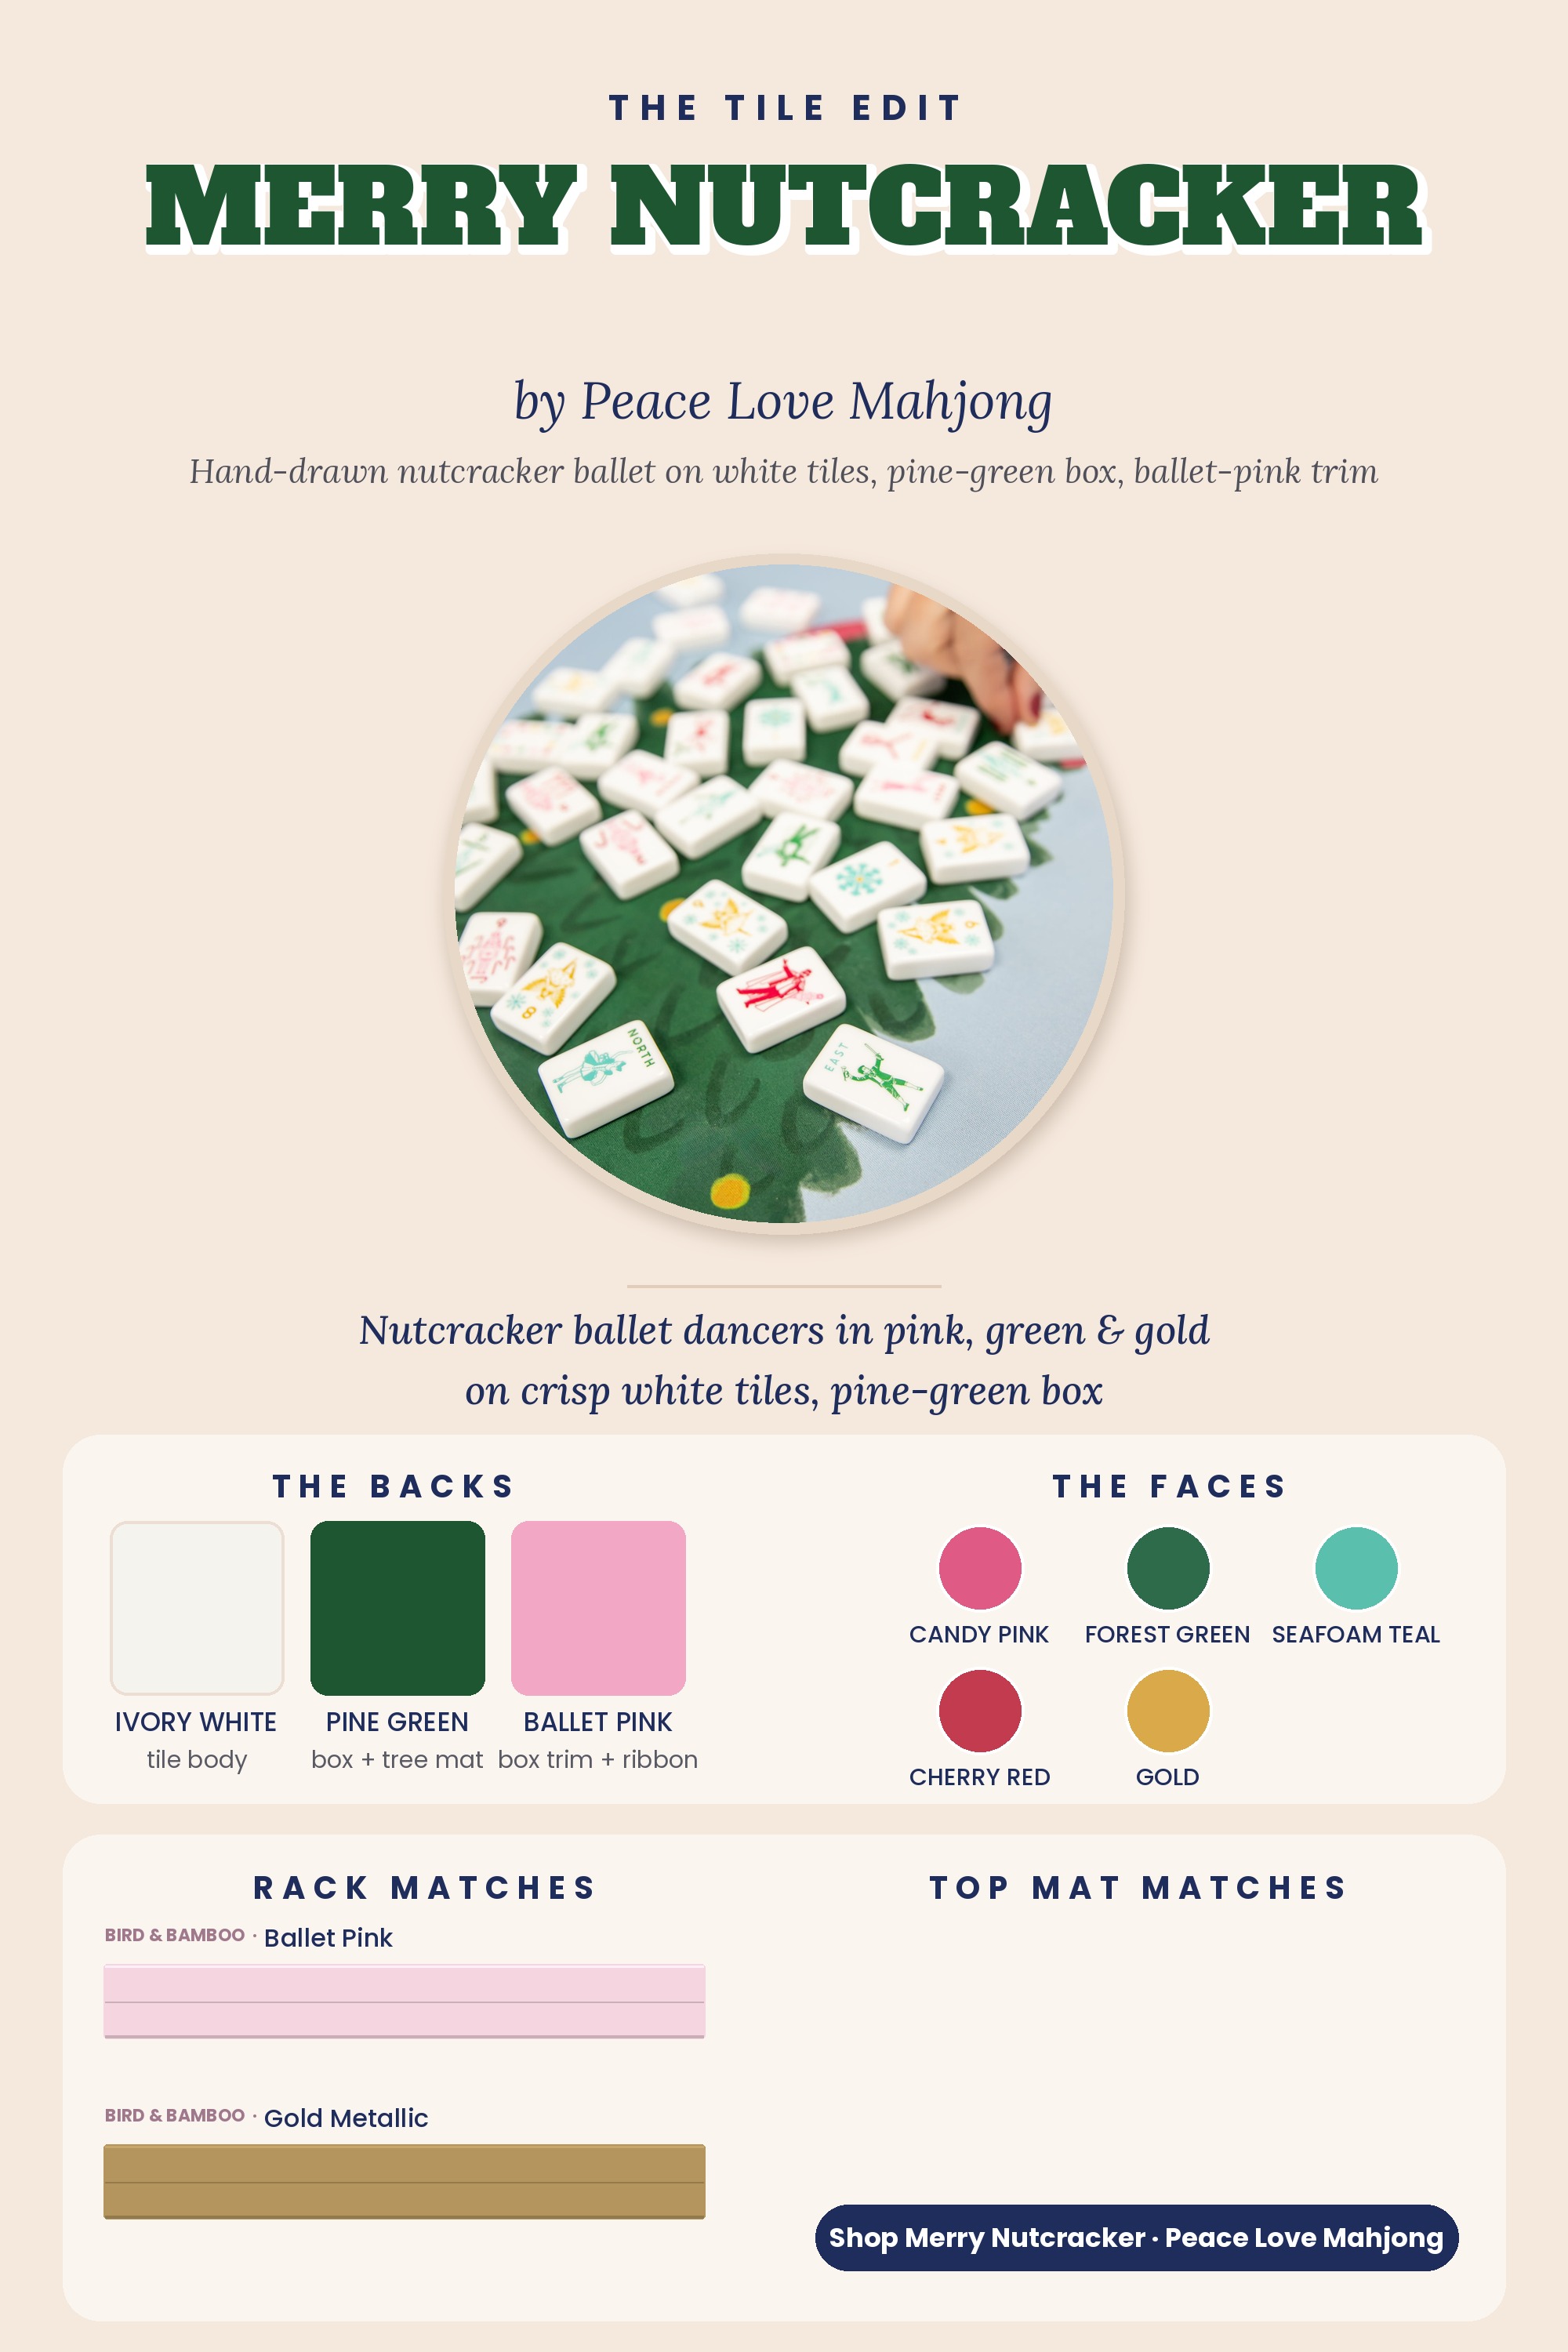 THE TILE EDIT
MERRY NUTCRACKER
by Peace Love Mahjong
Hand-drawn nutcracker ballet on white tiles, pine-green box, ballet-pink trim
NORTH
EAST
8
6
Nutcracker ballet dancers in pink, green & gold
on crisp white tiles, pine-green box
THE BACKS
IVORY WHITE
tile body
PINE GREEN
box + tree mat
BALLET PINK
box trim + ribbon
THE FACES
CANDY PINK
FOREST GREEN
SEAFOAM TEAL
CHERRY RED
GOLD
RACK MATCHES
BIRD & BAMBOO · Ballet Pink
BIRD & BAMBOO · Gold Metallic
TOP MAT MATCHES
Shop Merry Nutcracker · Peace Love Mahjong